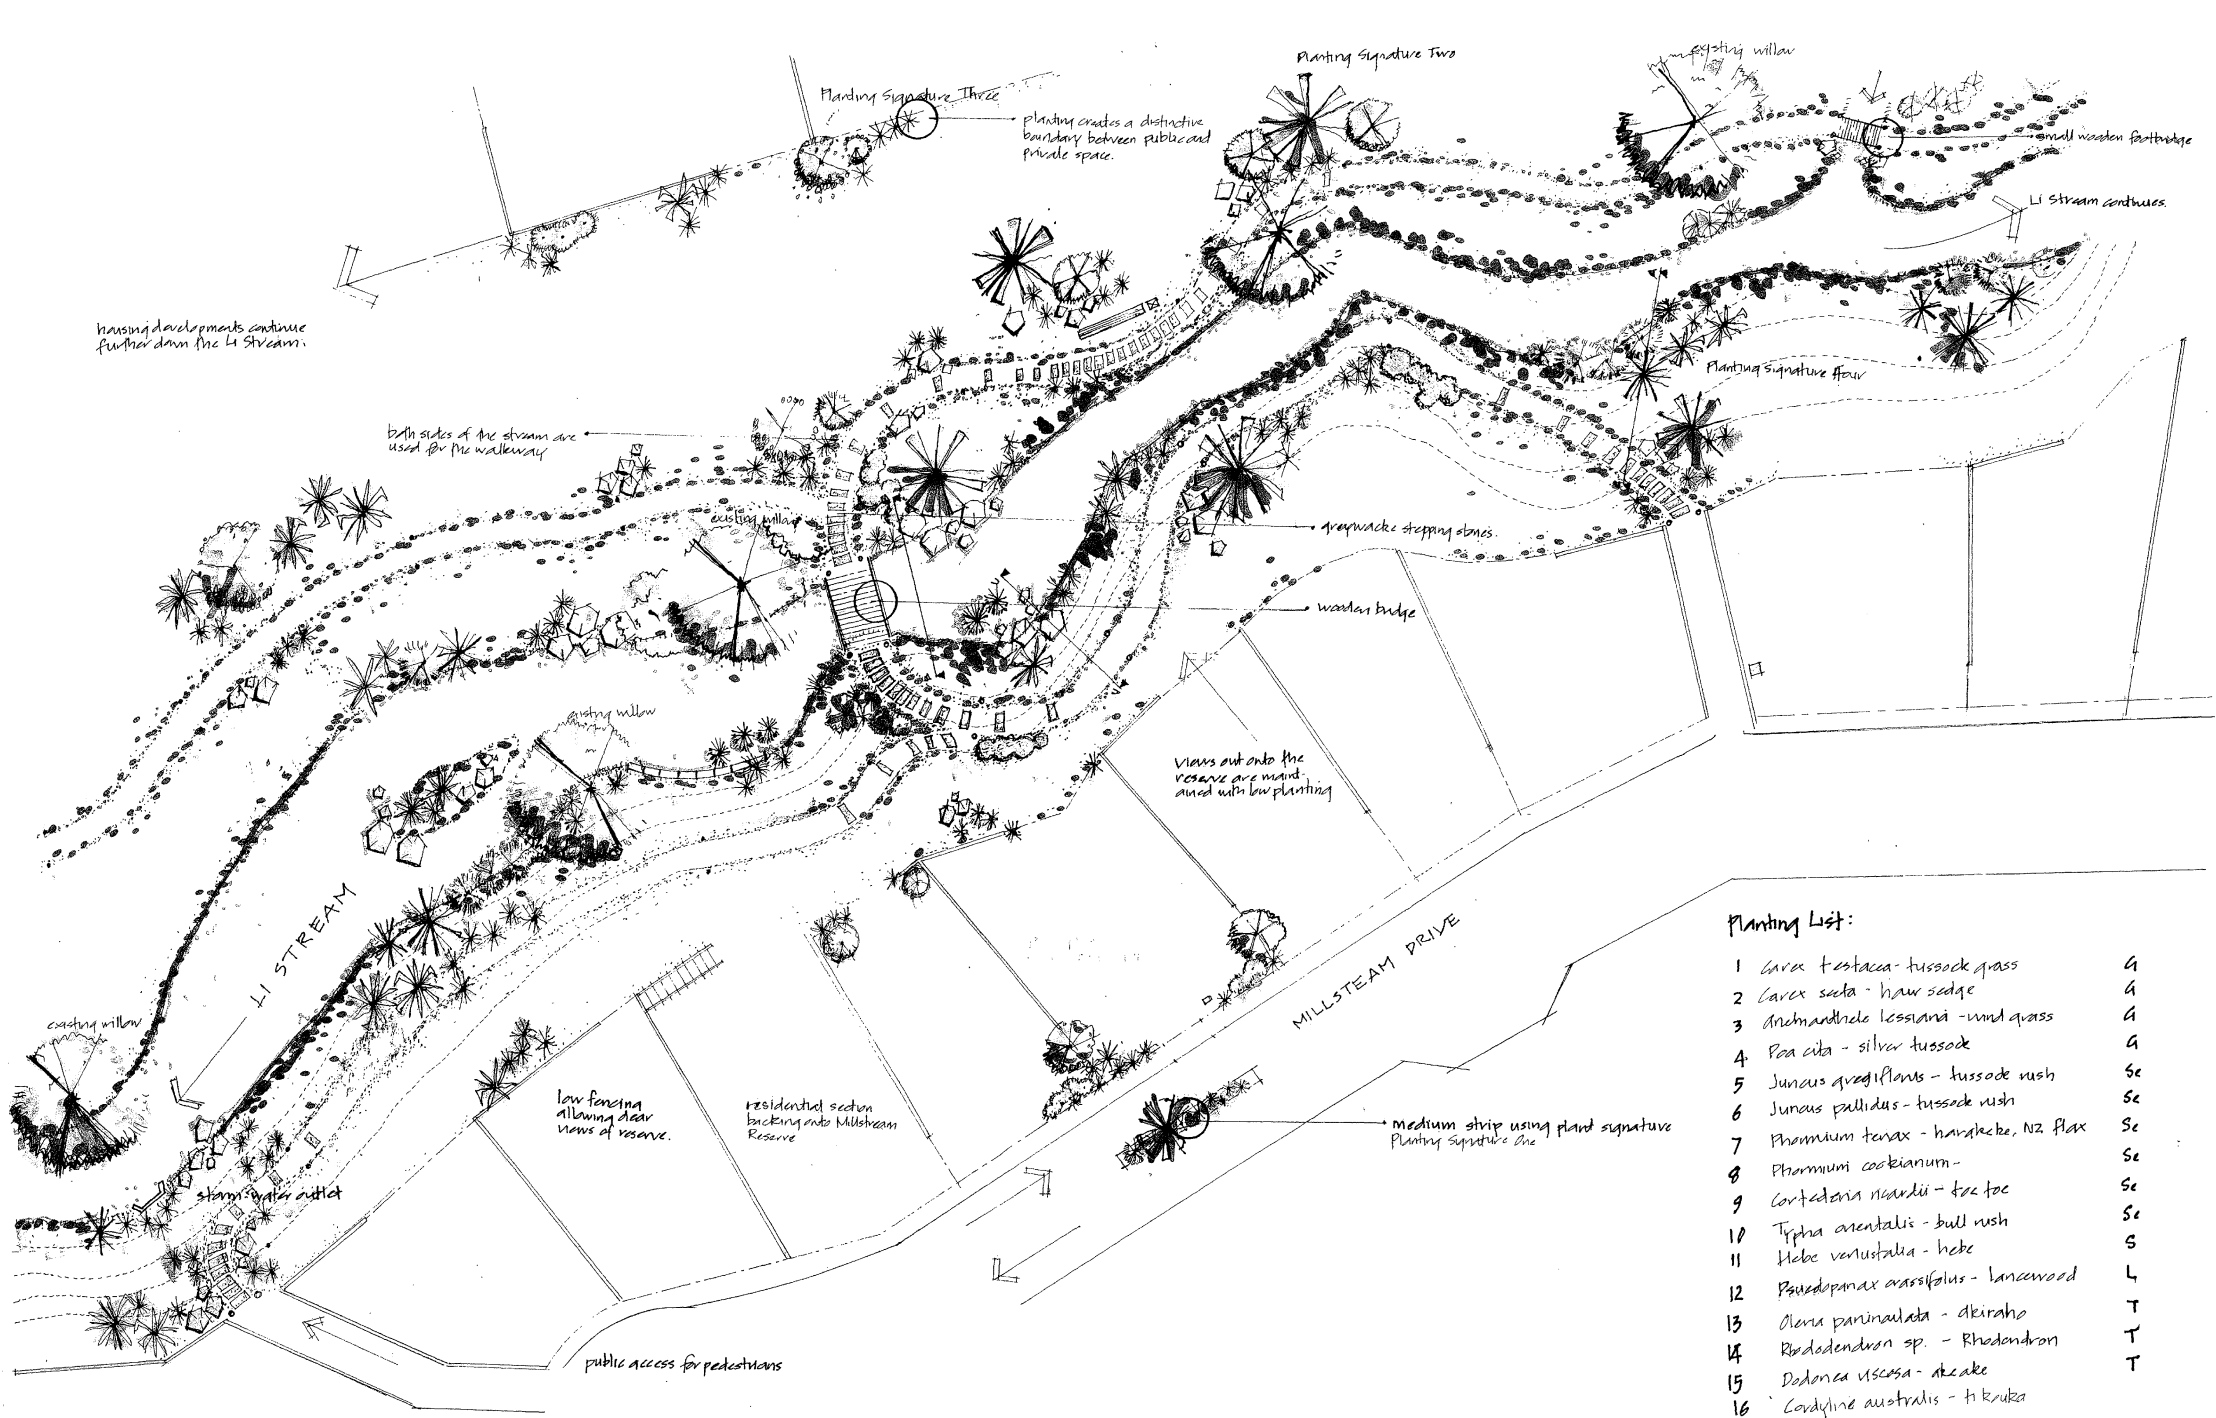 Planting Signature Two
existing willow
Planting Signature Three
planting creates a distinctive
boundary between public and
private space.
small wooden footbridge
Li Stream continues.
housing developments continue
further down the Li Stream.
Planting Signature Four
both sides of the stream are
used for the walkway
existing willow
greywacke stepping stones.
wooden bridge
existing willow
views out onto the
reserve are maint-
ained with low planting
LI STREAM
MILLSTEAM DRIVE
existing willow
low fencing
allowing clear
views of reserve.
residential section
backing onto Millstream
Reserve
medium strip using plant signature
Planting Signature One
storm-water outlet
public access for pedestrians
Planting List:
1 Carex testacea - tussock grass G
2 Carex secta - haw sedge G
3 Anemanthele lessiana - wind grass G
4 Poa cita - silver tussock G
5 Juncus gregiflorus - tussock rush Se
6 Juncus pallidus - tussock rush Se
7 Phormium tenax - harakeke, NZ flax Se
8 Phormium cookianum - Se
9 Cortederia ricardii - toe toe Se
10 Typha orientalis - bull rush Se
11 Hebe venustalia - hebe S
12 Psuedopanax crassifolus - lancewood L
13 Oleria paninculata - akiraho T
14 Rhododendron sp. - Rhodondron T
15 Dodonea viscosa - akeake T
16 Cordyline australis - ti kouka